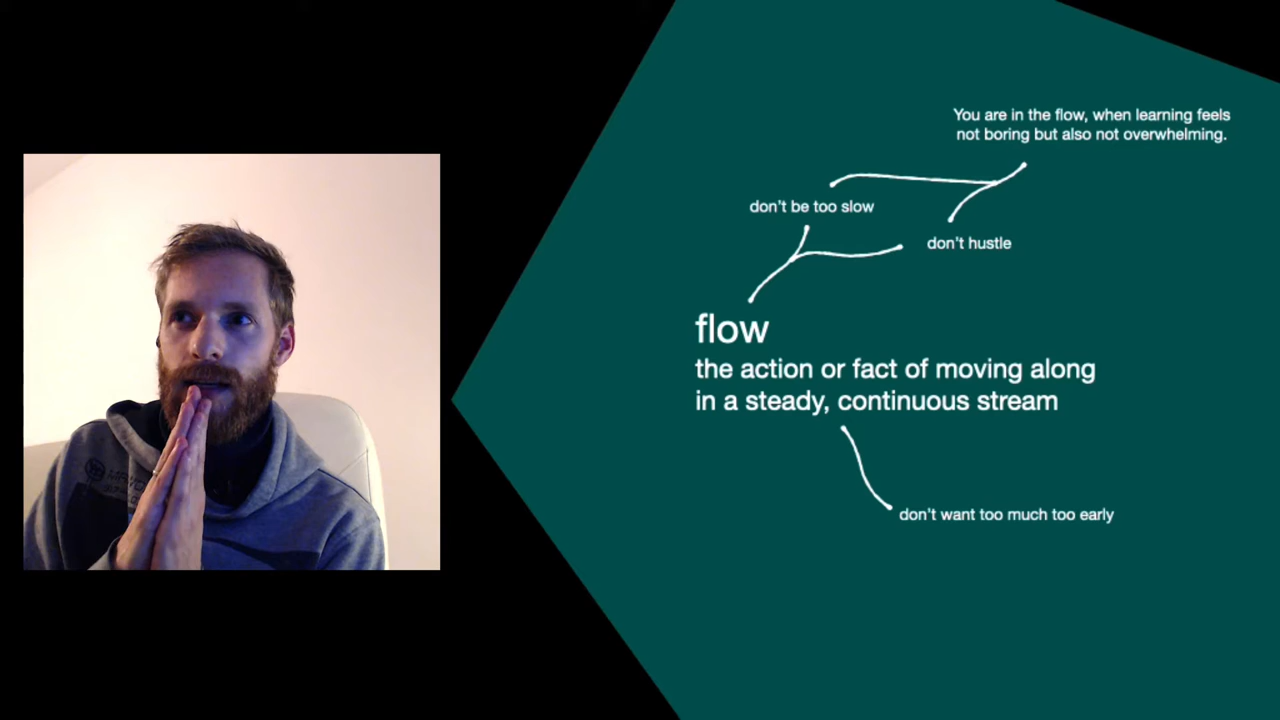 You are in the flow, when learning feels
not boring but also not overwhelming.
don't be too slow
don't hustle
flow
the action or fact of moving along
in a steady, continuous stream
don't want too much too early